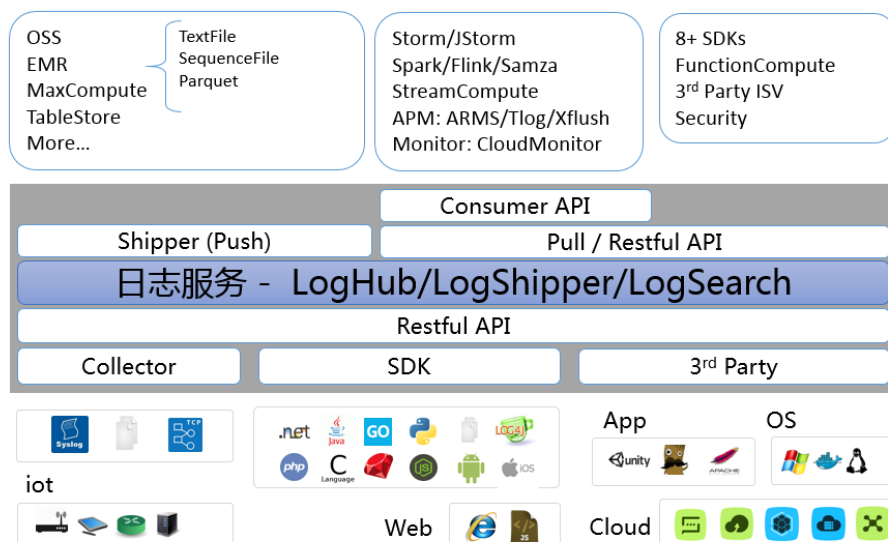 OSS
EMR
MaxCompute
TableStore
More...
TextFile
SequenceFile
Parquet
Storm/JStorm
Spark/Flink/Samza
StreamCompute
APM: ARMS/Tlog/Xflush
Monitor: CloudMonitor
8+ SDKs
FunctionCompute
3rd Party ISV
Security
Consumer API
Shipper (Push)
Pull / Restful API
日志服务 - LogHub/LogShipper/LogSearch
Restful API
Collector
SDK
3rd Party
Syslog
TCP
.net
Java
GO
LOG4J
php
C Language
JS
iOS
App
OS
unity
APACHE
iot
Web
JS
Cloud